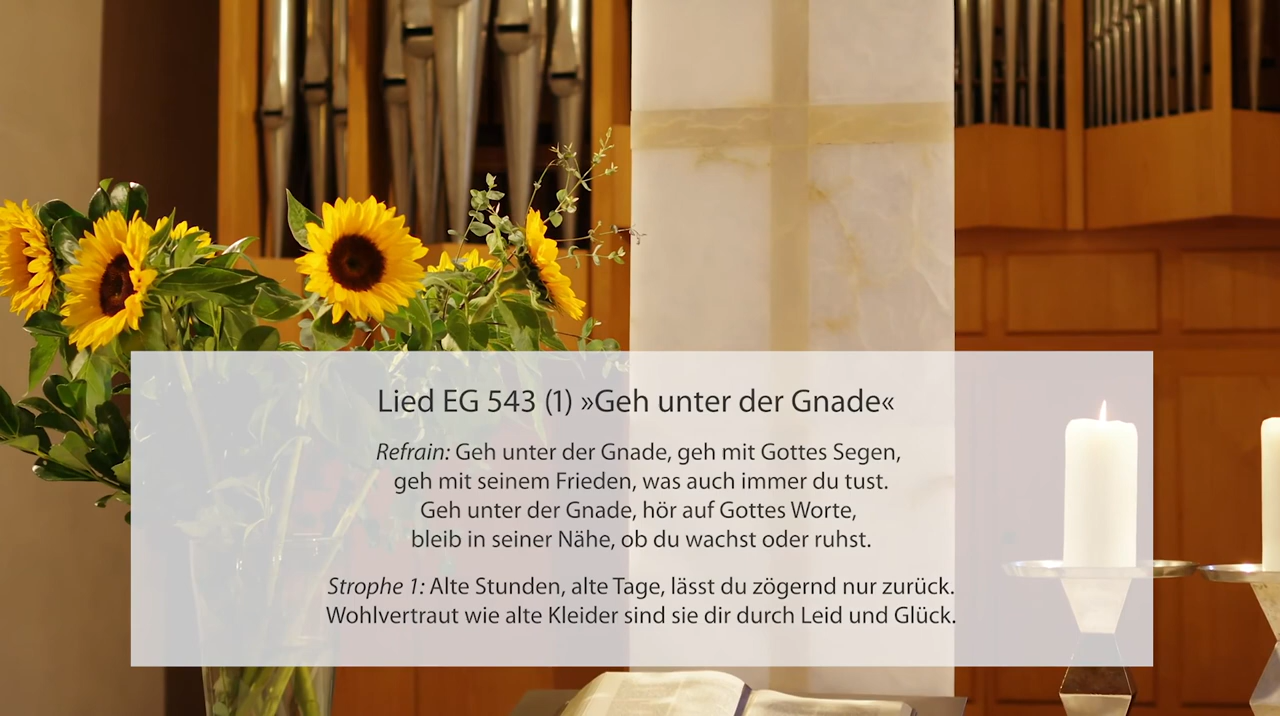 Lied EG 543 (1) »Geh unter der Gnade«
Refrain: Geh unter der Gnade, geh mit Gottes Segen,
geh mit seinem Frieden, was auch immer du tust.
Geh unter der Gnade, hör auf Gottes Worte,
bleib in seiner Nähe, ob du wachst oder ruhst.
Strophe 1: Alte Stunden, alte Tage, lässt du zögernd nur zurück.
Wohlvertraut wie alte Kleider sind sie dir durch Leid und Glück.